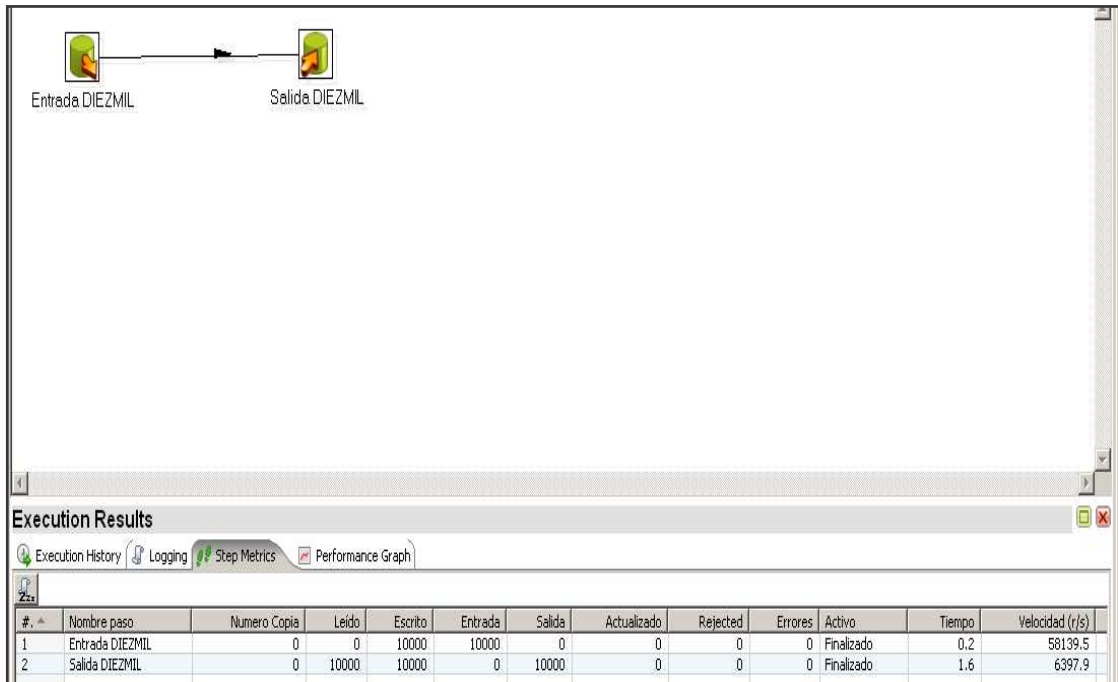 Entrada DIEZMIL
Salida DIEZMIL
Execution Results
Execution History Logging Step Metrics Performance Graph
#. Nombre paso Numero Copia Leído Escrito Entrada Salida Actualizado Rejected Errores Activo Tiempo Velocidad (r/s)
1 Entrada DIEZMIL 0 0 10000 10000 0 0 0 0 Finalizado 0.2 58139.5
2 Salida DIEZMIL 0 10000 10000 0 10000 0 0 0 Finalizado 1.6 6397.9